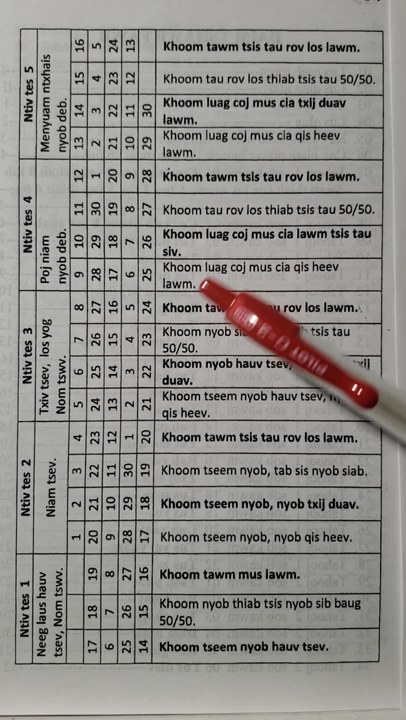 Ntiv tes 5
Menyuam ntxhais
nyob deb.
16 5 24 13 Khoom tawm tsis tau rov los lawm.
15 4 23 12 Khoom tau rov los thiab tsis tau 50/50.
14 3 22 11 30 Khoom luag coj mus cia txij duav
lawm.
13 2 21 10 29 Khoom luag coj mus cia qis heev
lawm.
Ntiv tes 4
Poj niam
nyob deb.
12 1 20 9 28 Khoom tawm tsis tau rov los lawm.
11 30 19 8 27 Khoom tau rov los thiab tsis tau 50/50.
10 29 18 7 26 Khoom luag coj mus cia lawm tsis tau
siv.
9 28 17 6 25 Khoom luag coj mus cia qis heev
lawm.
Ntiv tes 3
Txiv tsev, los yog
Nom tswv.
8 27 16 5 24 Khoom rov los lawm.
7 26 15 4 23 Khoom nyob tsis tau
50/50.
6 25 14 3 22 Khoom nyob hauv tsev,
duav.
5 24 13 2 21 Khoom tseem nyob hauv tsev,
qis heev.
Ntiv tes 2
Niam tsev.
4 23 12 1 20 Khoom tawm tsis tau rov los lawm.
3 22 11 30 19 Khoom tseem nyob, tab sis nyob siab.
2 21 10 29 18 Khoom tseem nyob, nyob txij duav.
1 20 9 28 17 Khoom tseem nyob, nyob qis heev.
Ntiv tes 1
Neeg laus hauv
tsev, Nom tswv.
19 8 27 16 Khoom tawm mus lawm.
18 7 26 15 Khoom nyob thiab tsis nyob sib baug
50/50.
17 6 25 14 Khoom tseem nyob hauv tsev.
PILOT G-2